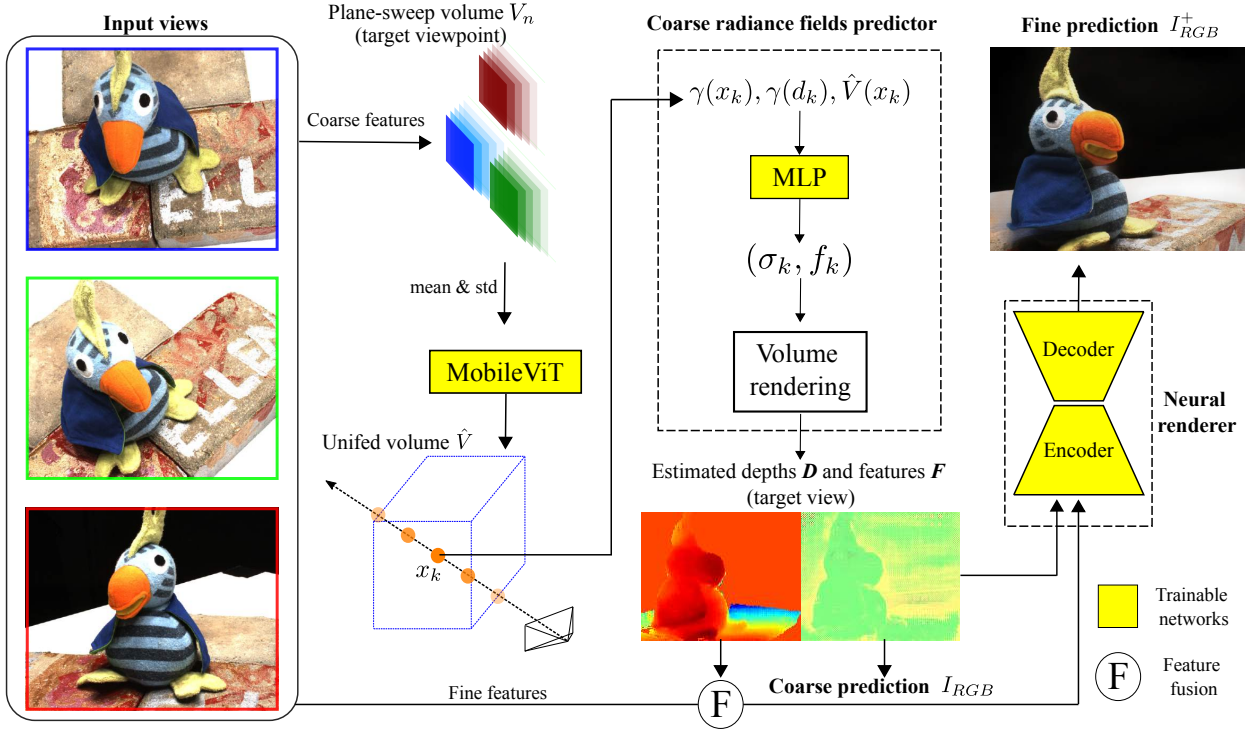 Input views
ELL
ELLEN
Plane-sweep volume V_n
(target viewpoint)
Coarse features
mean & std
MobileViT
Unifed volume V̂
x_k
Fine features
Coarse radiance fields predictor
γ(x_k), γ(d_k), V̂(x_k)
MLP
(σ_k, f_k)
Volume
rendering
Estimated depths D and features F
(target view)
F
Coarse prediction I_RGB
Fine prediction I^+_RGB
Decoder
Encoder
Neural
renderer
Trainable
networks
F
Feature
fusion